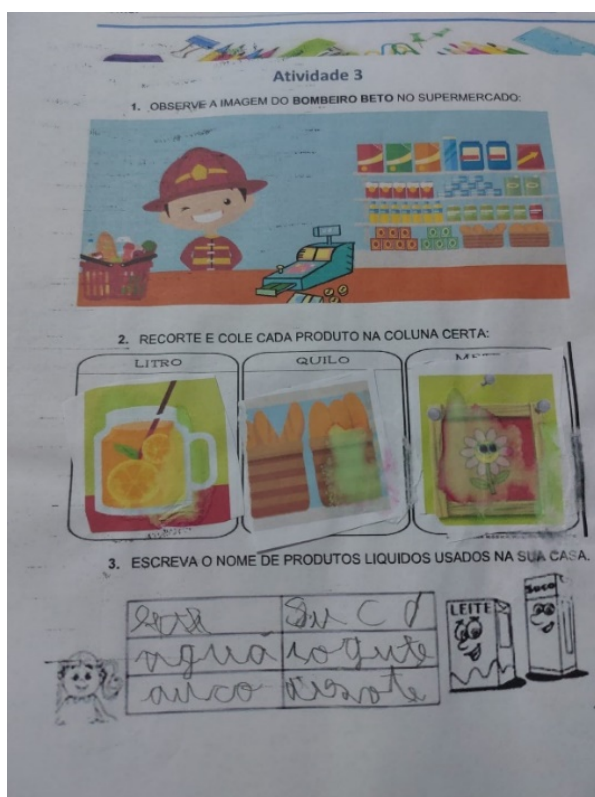 Atividade 3
1. OBSERVE A IMAGEM DO BOMBEIRO BETO NO SUPERMERCADO:
2. RECORTE E COLE CADA PRODUTO NA COLUNA CERTA:
LITRO QUILO
3. ESCREVA O NOME DE PRODUTOS LIQUIDOS USADOS NA SUA CASA.
LEITE SUCO
Suco
agua iogute